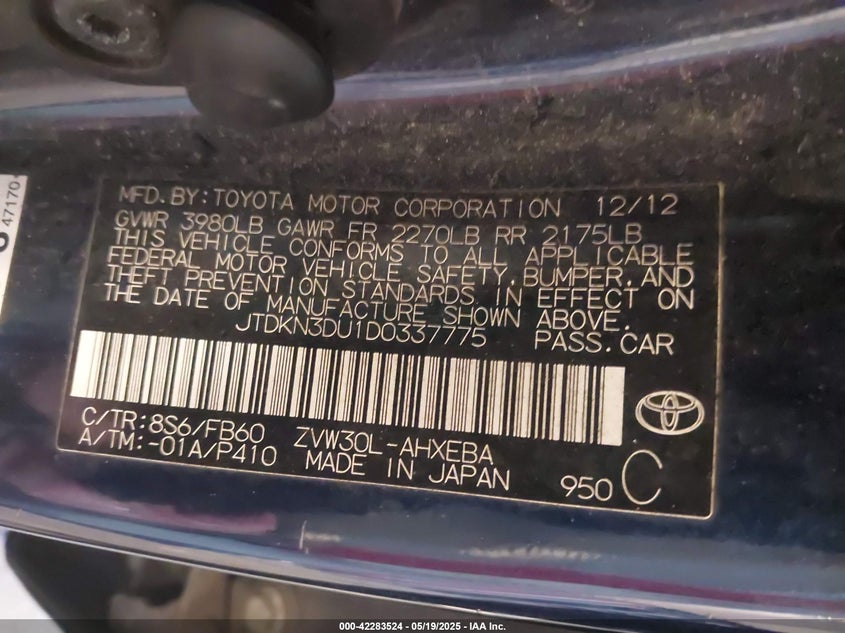 47170
MFD.BY:TOYOTA MOTOR CORPORATION 12/12
GVWR 3980LB GAWR FR 2270LB RR 2175LB
THIS VEHICLE CONFORMS TO ALL APPLICABLE
FEDERAL MOTOR VEHICLE SAFETY,BUMPER,AND
THEFT PREVENTION STANDARDS IN EFFECT ON
THE DATE OF MANUFACTURE SHOWN ABOVE.
JTDKN3DU1D0337775 PASS.CAR
C/TR:8S6/FB60 ZVW30L-AHXEBA
A/TM:-01A/P410 MADE IN JAPAN 950 C
000-42283524 - 05/19/2025 - IAA Inc.